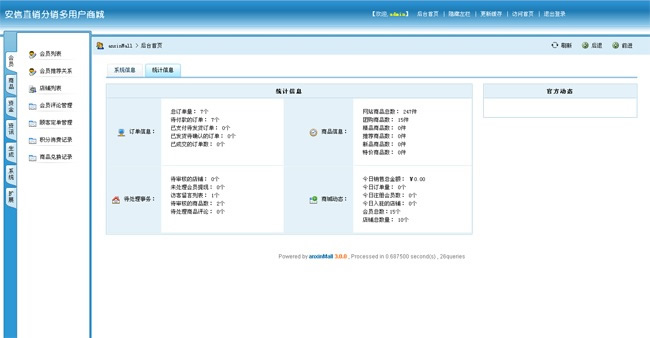 安信直销分销多用户商城
【欢迎, admin】 后台首页 | 隐藏左栏 | 更新缓存 | 访问首页 | 退出登录
anxinMall > 后台首页
刷新 后退 前进
会员
商品
资金
资讯
生成
系统
扩展
会员列表
会员推荐关系
店铺列表
会员评论管理
顾客定单管理
积分消费记录
商品兑换记录
系统信息 统计信息
统计信息
订单信息：
总订单量： 7个
待付款的订单： 7个
已支付待发货订单： 0个
已发货待确认的订单： 0个
已成交的订单数： 0个
商品信息：
网站商品总数： 247件
团购商品： 15件
精品商品数： 0件
推荐商品数： 0件
新品商品数： 0件
特价商品数： 0件
待处理事务：
待审核的店铺： 0个
未处理会员提现： 0个
访客留言列表： 1个
待审核的商品数： 2个
待处理商品评论： 0个
商城动态：
今日销售总金额： ￥0.00
今日订单量： 0个
今日注册会员数： 0个
今日入驻的店铺： 0个
会员总数：15个
店铺总数量： 10个
官方动态
Powered by anxinMall 3.0.8 , Processed in 0.687500 second(s) , 26queries